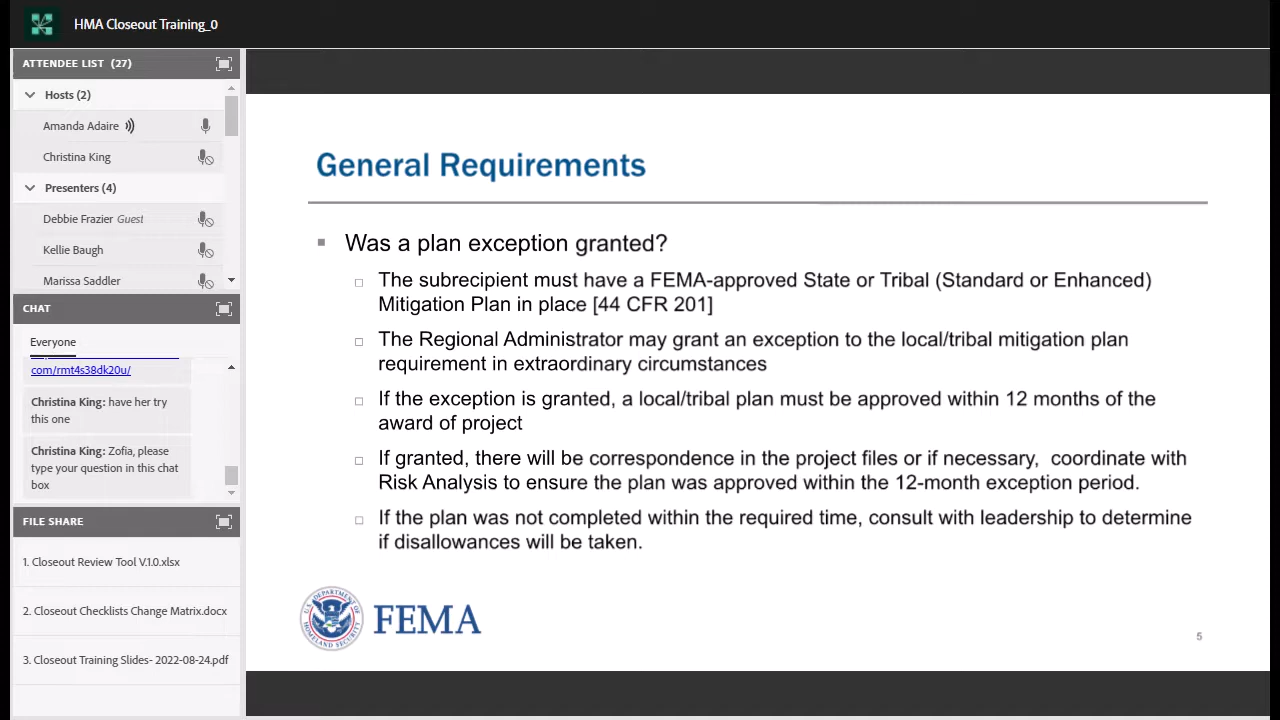 HMA Closeout Training_0
ATTENDEE LIST (27)
Hosts (2)
Amanda Adaire
Christina King
Presenters (4)
Debbie Frazier Guest
Kellie Baugh
Marissa Saddler
CHAT
Everyone
com/rmt4s38dk20u/
Christina King: have her try
this one
Christina King: Zofia, please
type your question in this chat
box
FILE SHARE
1. Closeout Review Tool V.1.0.xlsx
2. Closeout Checklists Change Matrix.docx
3. Closeout Training Slides- 2022-08-24.pdf
General Requirements
Was a plan exception granted?
The subrecipient must have a FEMA-approved State or Tribal (Standard or Enhanced)
Mitigation Plan in place [44 CFR 201]
The Regional Administrator may grant an exception to the local/tribal mitigation plan
requirement in extraordinary circumstances
If the exception is granted, a local/tribal plan must be approved within 12 months of the
award of project
If granted, there will be correspondence in the project files or if necessary, coordinate with
Risk Analysis to ensure the plan was approved within the 12-month exception period.
If the plan was not completed within the required time, consult with leadership to determine
if disallowances will be taken.
U.S. DEPARTMENT OF
HOMELAND SECURITY
FEMA
5